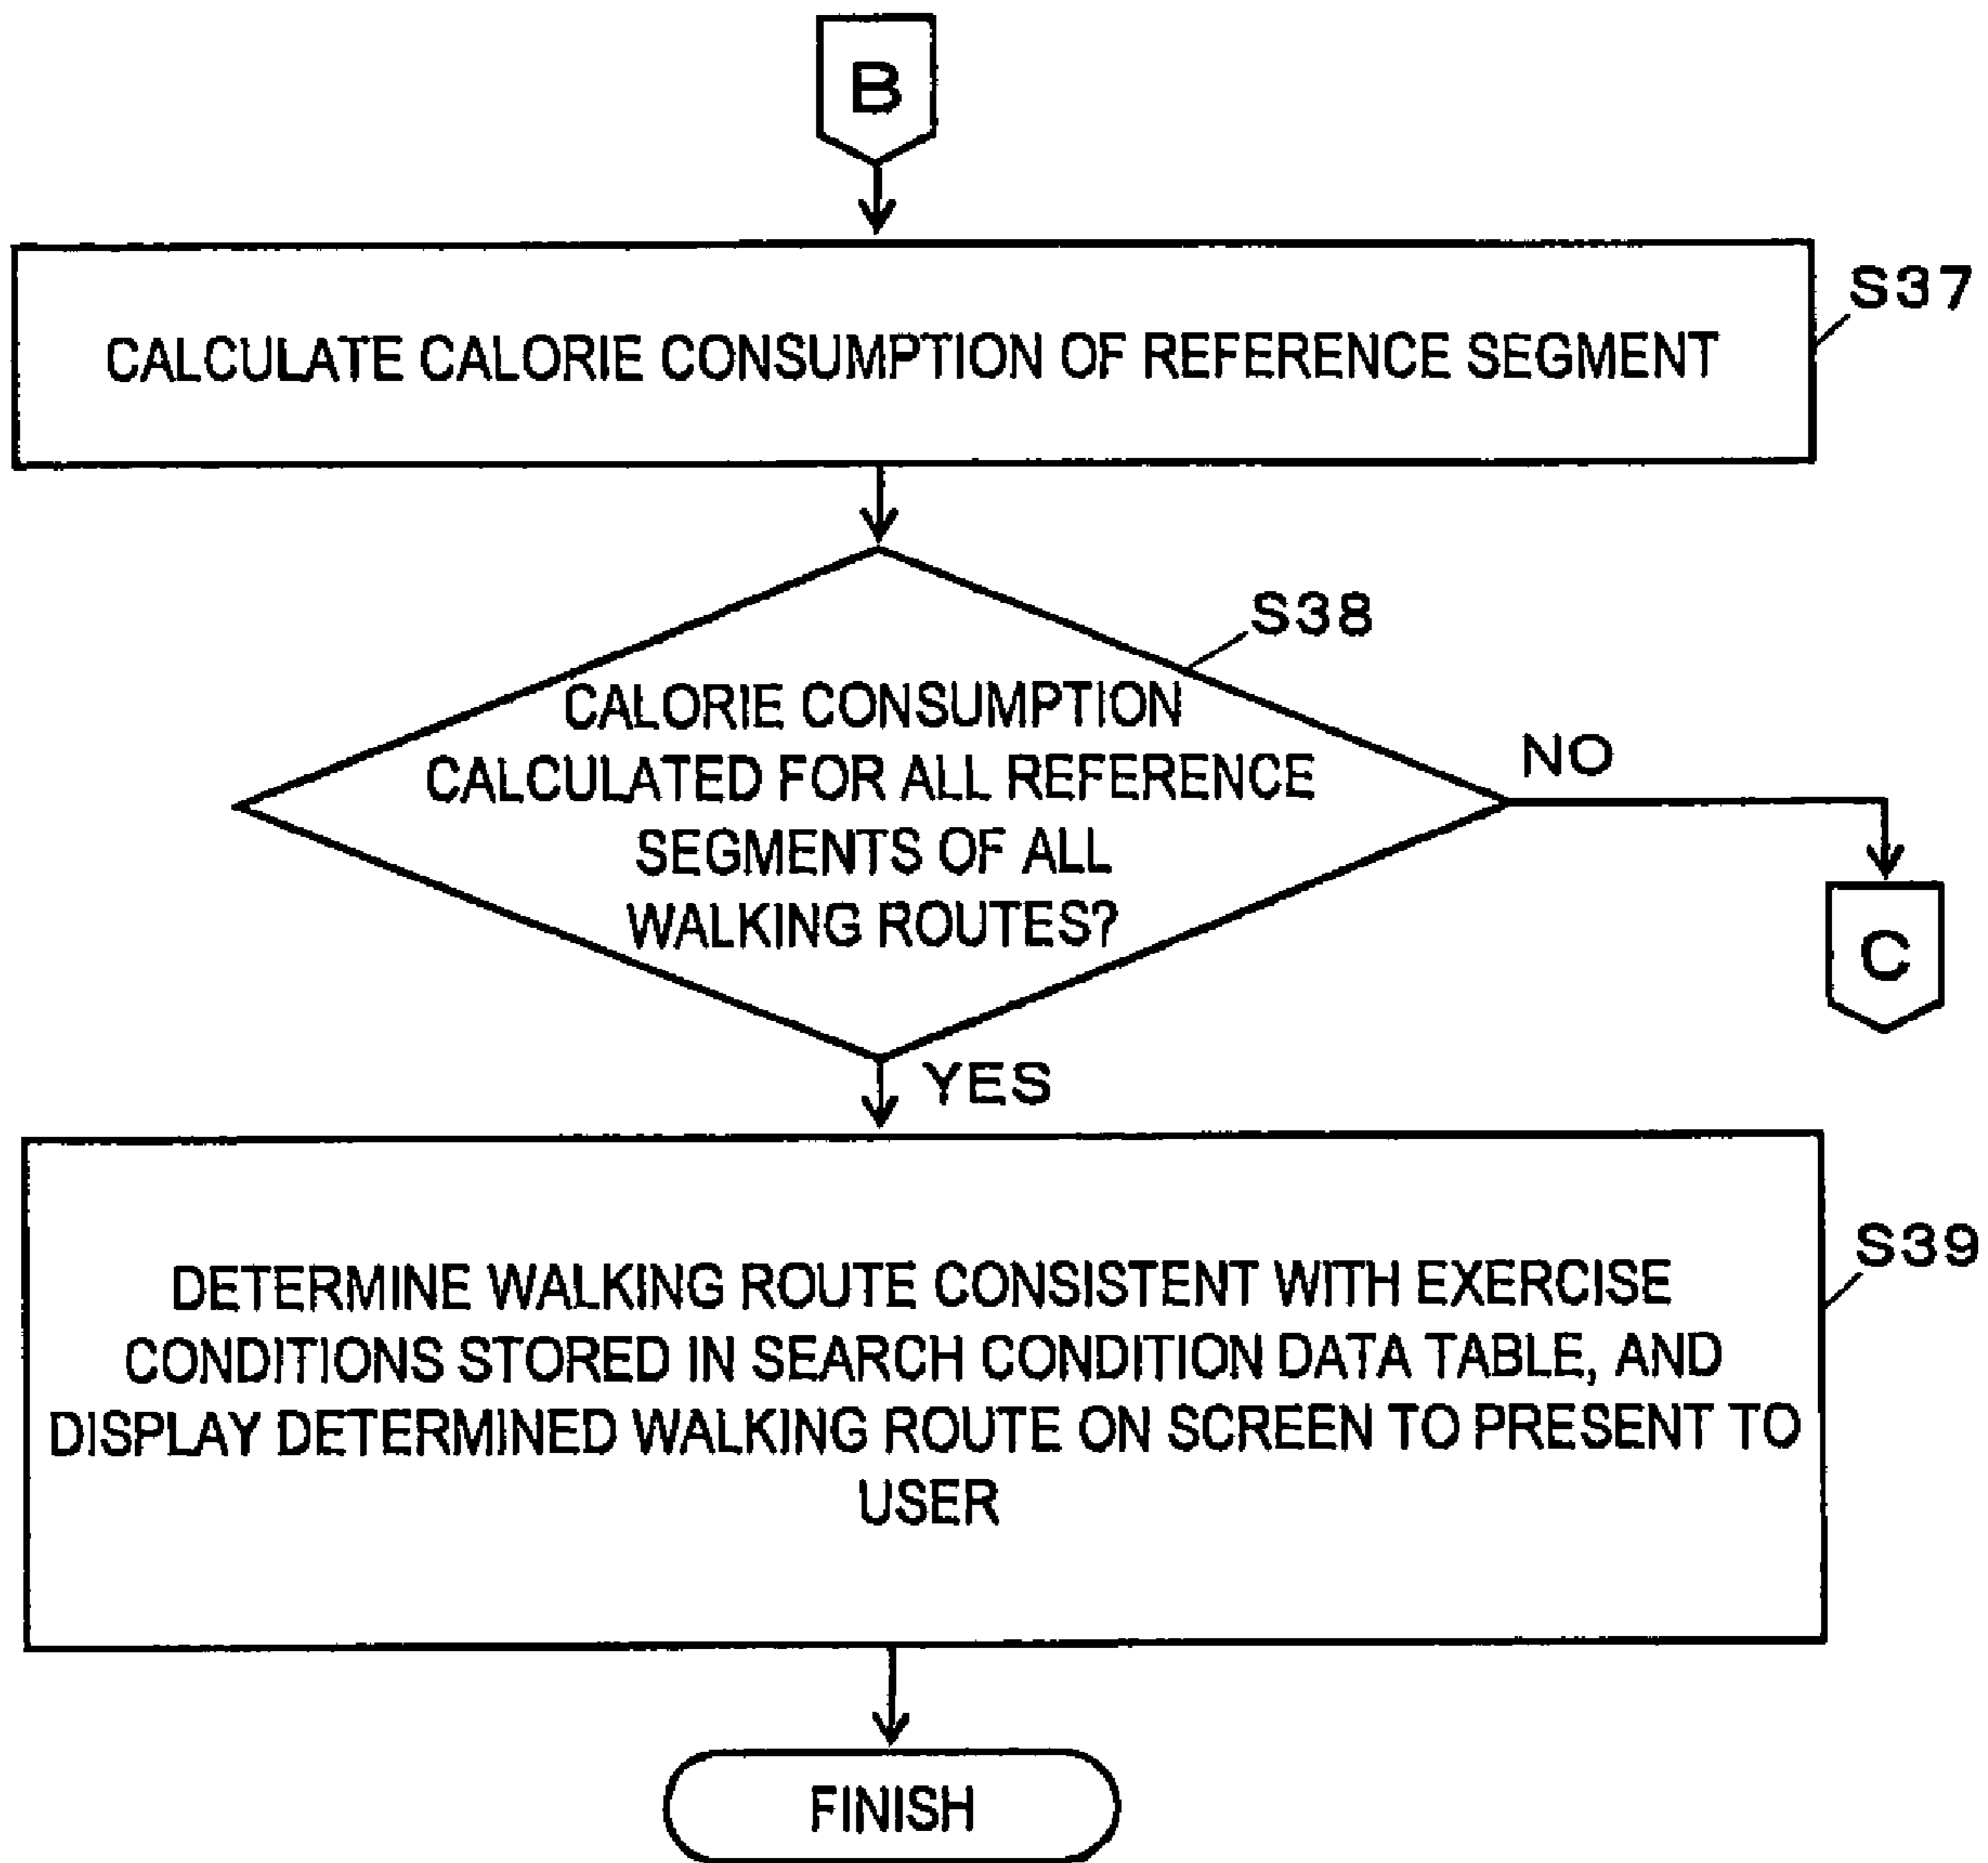 B
CALCULATE CALORIE CONSUMPTION OF REFERENCE SEGMENT
S37
S38
CALORIE CONSUMPTION
CALCULATED FOR ALL REFERENCE
SEGMENTS OF ALL
WALKING ROUTES?
NO
C
YES
S39
DETERMINE WALKING ROUTE CONSISTENT WITH EXERCISE
CONDITIONS STORED IN SEARCH CONDITION DATA TABLE, AND
DISPLAY DETERMINED WALKING ROUTE ON SCREEN TO PRESENT TO
USER
FINISH